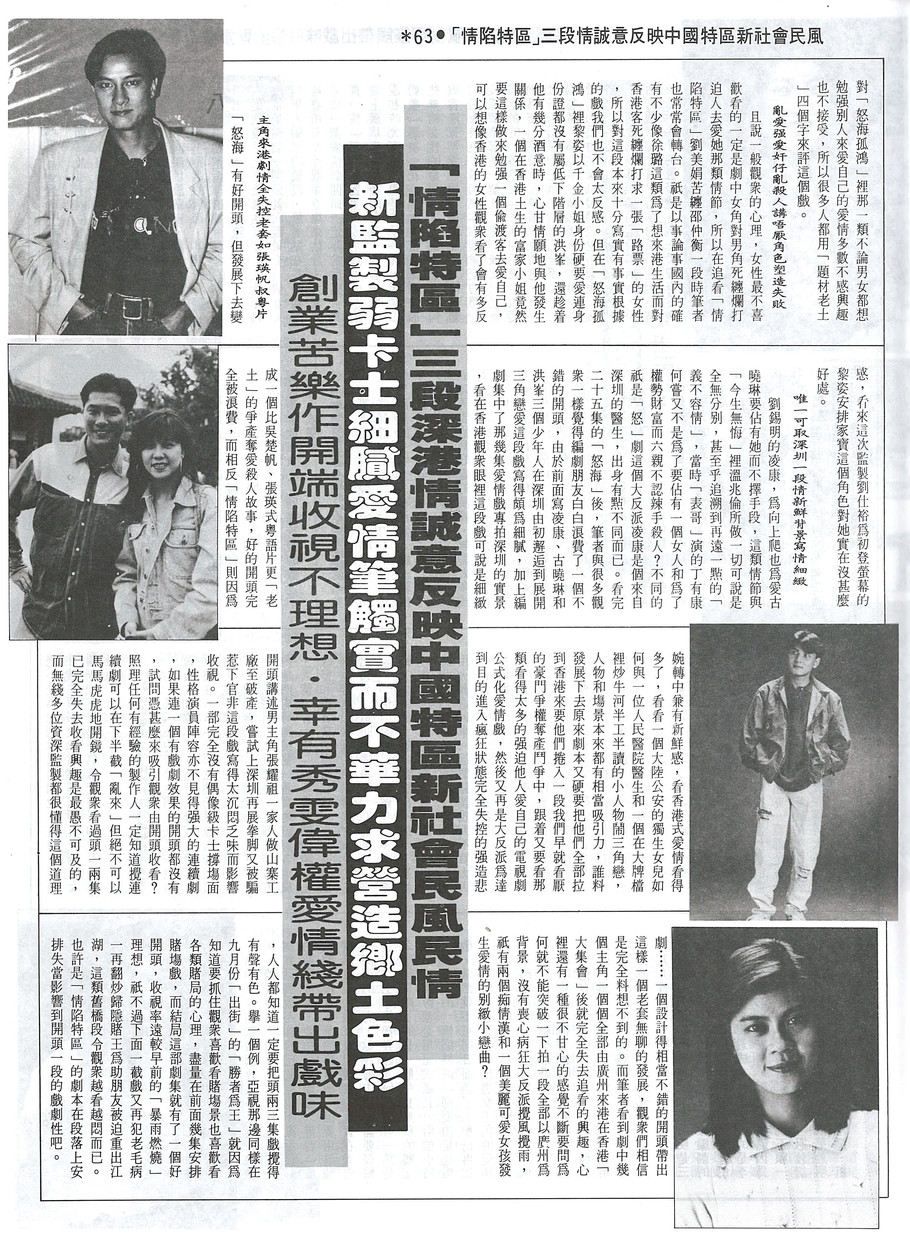 ＊63●「情陷特區」三段情誠意反映中國特區新社會民風
「情陷特區」三段深港情誠意反映中國特區新社會民風民情
新監製弱卡士細膩愛情筆觸實而不華力求營造鄉土色彩
創業苦樂作開端收視不理想・幸有秀雯偉權愛情綫帶出戲味
對「怒海孤鴻」裡那一類不論男女都想
勉强別人來愛自己的愛情多數不感興趣
也不接受，所以很多人都用「題材老土
」四個字來評這個戲。
亂愛强愛奸仔亂殺人講唔厭角色塑造失敗
且說一般觀衆的心理，女性最不喜
歡看的一定是劇中女角對男角死纏爛打
迫人去愛她那類情節，所以在追看「情
陷特區」劉美娟苦纏邵仲衡一段時筆者
也常常會轉台。祇是以事論事國內的確
有不少像徐璐這類爲了想來港生活而對
香港客死纏爛打求一張「路票」的女性
，所以對這段本來十分寫實有事實根據
的戲我們也不會太反感。但在「怒海孤
鴻」裡黎姿以千金小姐身份硬要愛連身
份證都沒有屬低下階層的洪峯，還趁着
他有幾分酒意時，心甘情願地與他發生
關係，一個在香港土生的富家小姐竟然
要這樣做來勉强一個偷渡客去愛自己，
可以想像香港的女性觀衆看了會有多反
感，看來這次監製劉仕裕爲初登螢幕的
黎姿安排家寶這個角色對她實在沒甚麼
好處。
唯一可取深圳一段情新鮮背景寫情細緻
劉錫明的凌康，爲向上爬也爲愛古
曉琳要佔有她而不擇手段，這類情節與
「今生無悔」裡溫兆倫所做一切可說是
全無分別，甚至乎追溯到再遠一點的「
義不容情」，當時「表哥」演的丁有康
何嘗又不是爲了要佔有一個女人和爲了
權勢財富而六親不認辣手殺人？不同的
祇是「怒」劇這個大反派凌康是個來自
深圳的醫生，出身有點不同而已。看完
二十五集的「怒海」後，筆者與很多觀
衆一樣覺得編劇朋友白白浪費了一個不
錯的開頭，由於前面寫凌康、古曉琳和
洪峯三個少年人在深圳由初邂逅到展開
三角戀愛這段戲寫得頗爲細膩，加上編
劇集中了那幾集愛情戲專拍深圳的實景
，看在香港觀衆眼裡這段戲可說是細緻
婉轉中兼有新鮮感，看香港式愛情看得
多了，看看一個大陸公安的獨生女兒如
何與一位人民醫院醫生和一個在大牌檔
裡炒牛河半工半讀的小人物鬧三角戀，
人物和場景本來都有相當吸引力，誰料
發展下去原來劇本又硬要把他們全部拉
到香港來要他們捲入一段我們早就看厭
的豪門爭權奪產鬥爭中，跟着又要看那
類看得太多的强迫他人愛自己的電視劇
公式化愛情戲，然後又再是大反派爲達
到目的進入瘋狂狀態完全失控的强造悲
劇……一個設計得相當不錯的開頭帶出
這樣一個老套無聊的發展，觀衆們相信
是完全料想不到的。而筆者看到劇中幾
個主角一個個全部由廣州來港在香港「
大集會」後就完全失去追看的興趣，心
裡還有一種很不甘心的感覺不斷要問爲
何就不能突破一下拍一段全部以廣州爲
背景，沒有喪心病狂大反派攪風攪雨，
祇有兩個痴情漢和一個美麗可愛女孩發
生愛情的別緻小戀曲？
主角來港劇情全失控老套如張瑛帆叔粵片
「怒海」有好開頭，但發展下去變
成一個比吳楚帆、張瑛式粵語片更「老
土」的爭產奪愛殺人故事，好的開頭完
全被浪費，而相反「情陷特區」則因爲
開頭講述男主角張耀祖一家人做山寨工
廠至破產，嘗試上深圳再展拳脚又被騙
惹下官非這段戲寫得太沉悶乏味而影響
收視。一部完全沒有偶像級卡士撐場面
，性格演員陣容亦不見得强大的連續劇
，如果連一個有戲劇效果的開頭都沒有
，試問憑甚麼來吸引觀衆由開頭收看？
照理任何有經驗的製作人一定知道攪連
續劇可以在下半截「亂來」但絕不可以
馬馬虎虎地開鏡，令觀衆看過頭一兩集
已完全失去收看興趣是最愚不可及的，
而無綫多位資深監製都很懂得這個道理
，人人都知道一定要把頭兩三集戲攪得
有聲有色。舉一個例，亞視那邊同樣在
九月份「出街」的「勝者爲王」就因爲
知道要抓住觀衆喜歡看賭場景也喜歡看
各類賭局的心理，盡量在前面幾集安排
賭場戲，而結局這部劇集就有了一個好
開頭，收視率遠較早前的「暴雨燃燒」
理想，祇不過下面一截戲又再犯老毛病
一再翻炒歸隱賭王爲助朋友被迫重出江
湖，這類舊橋段令觀衆越看越悶而已。
也許是「情陷特區」的劇本在段落上安
排失當影響到開頭一段的戲劇性吧。